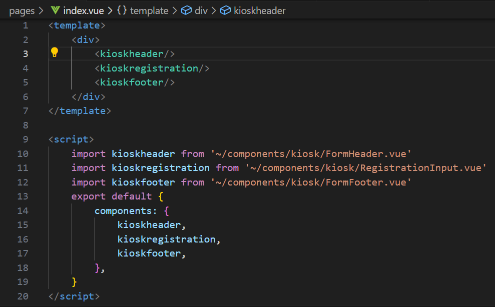 pages > index.vue > {} template > div > kioskheader
1 <template>
2     <div>
3         <kioskheader/>
4         <kioskregistration/>
5         <kioskfooter/>
6     </div>
7 </template>
8
9 <script>
10     import kioskheader from '~/components/kiosk/FormHeader.vue'
11     import kioskregistration from '~/components/kiosk/RegistrationInput.vue'
12     import kioskfooter from '~/components/kiosk/FormFooter.vue'
13     export default {
14         components: {
15             kioskheader,
16             kioskregistration,
17             kioskfooter,
18         },
19     }
20 </script>